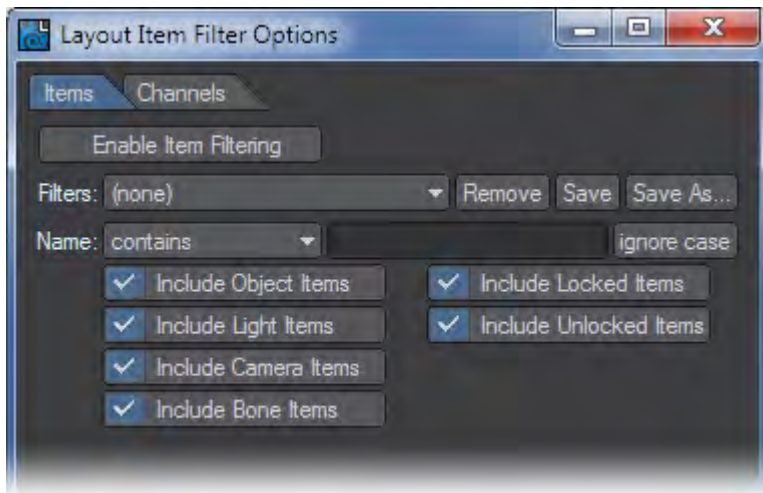 Layout Item Filter Options
Items Channels
Enable Item Filtering
Filters: (none) Remove Save Save As...
Name: contains ignore case
Include Object Items Include Locked Items
Include Light Items Include Unlocked Items
Include Camera Items
Include Bone Items